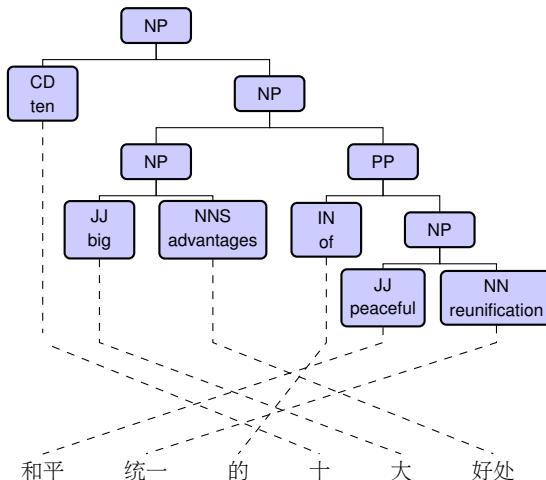 NP
CD
ten
NP
NP
PP
JJ
big
NNS
advantages
IN
of
NP
JJ
peaceful
NN
reunification
和平 统一 的 十 大 好处